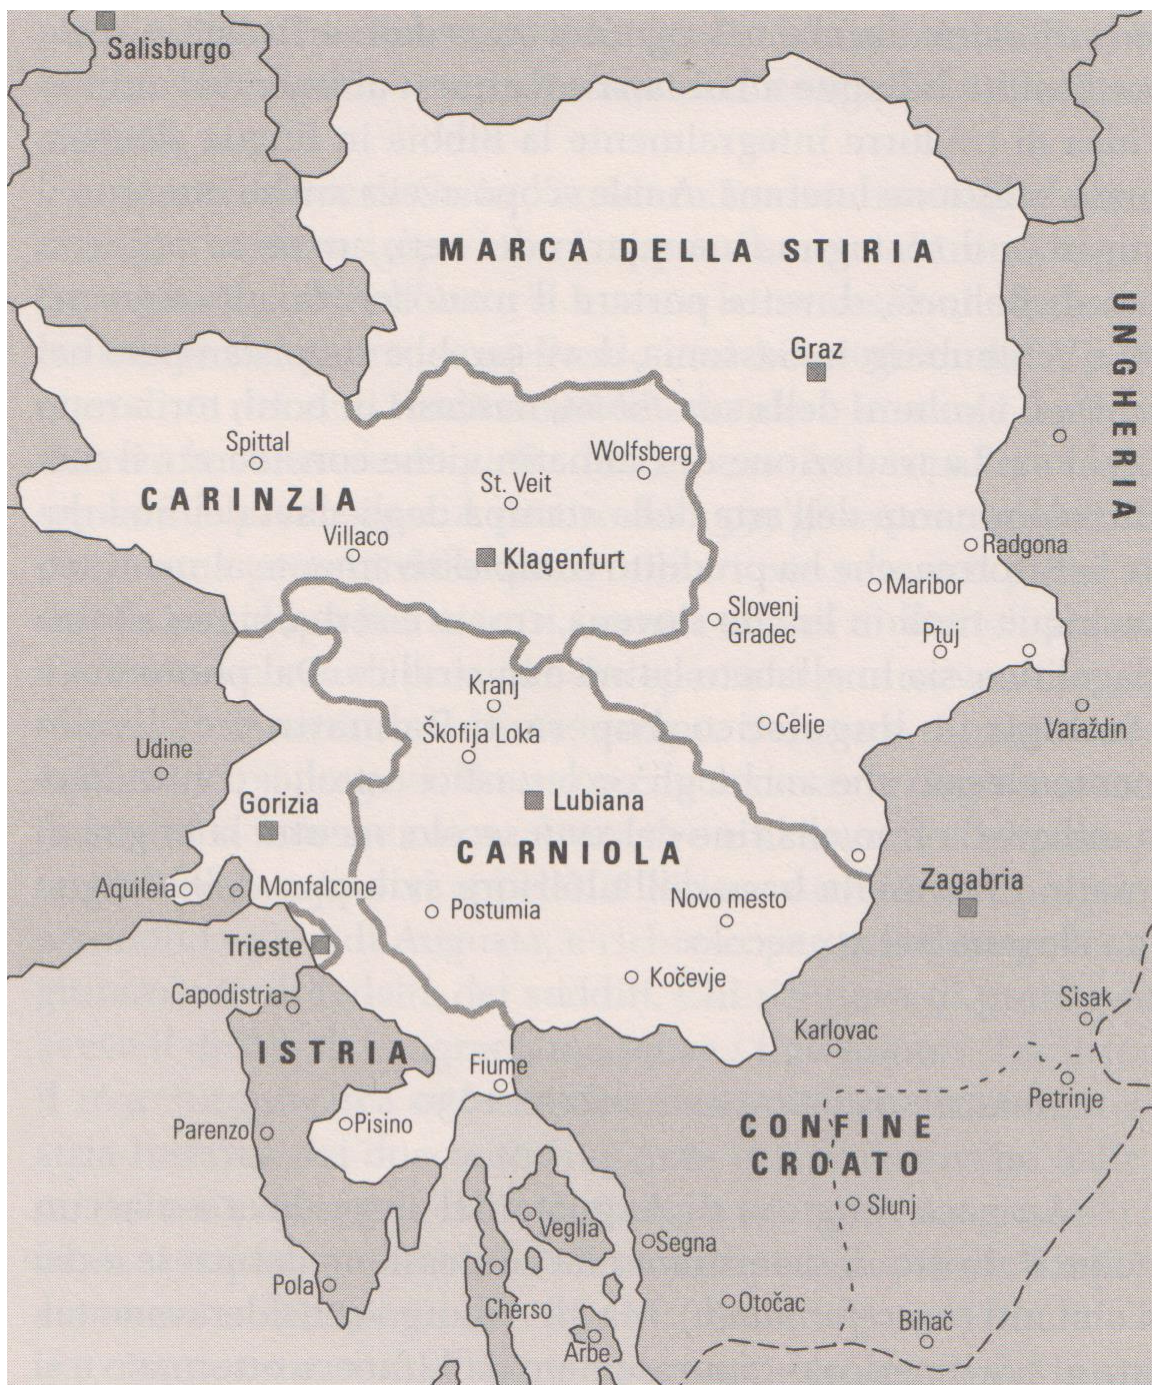 Salisburgo
MARCA DELLA STIRIA
UNGHERIA
Graz
Spittal
Wolfsberg
St. Veit
CARINZIA
Villaco
Klagenfurt
Radgona
Maribor
Slovenj
Gradec
Ptuj
Kranj
Škofija Loka
Celje
Varaždin
Udine
Gorizia
Lubiana
CARNIOLA
Aquileia
Monfalcone
Zagabria
Novo mesto
Postumia
Trieste
Kočevje
Capodistria
Sisak
Karlovac
ISTRIA
Fiume
Petrinje
Pisino
Parenzo
CONFINE
CROATO
Slunj
Veglia
Segna
Pola
Cherso
Otočac
Bihač
Arbe